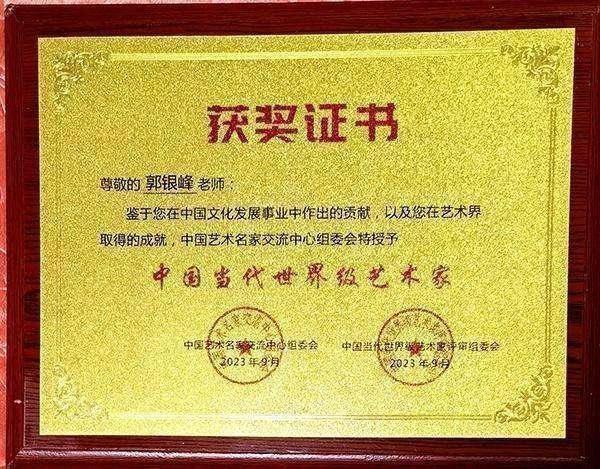 获奖证书
尊敬的 郭银峰 老师：
鉴于您在中国文化发展事业中作出的贡献，以及您在艺术界
取得的成就，中国艺术名家交流中心组委会特授予
中国当代世界级艺术家
中国艺术名家交流中心组委会
2023年9月
中国当代世界级艺术家评审组委会
2023年9月